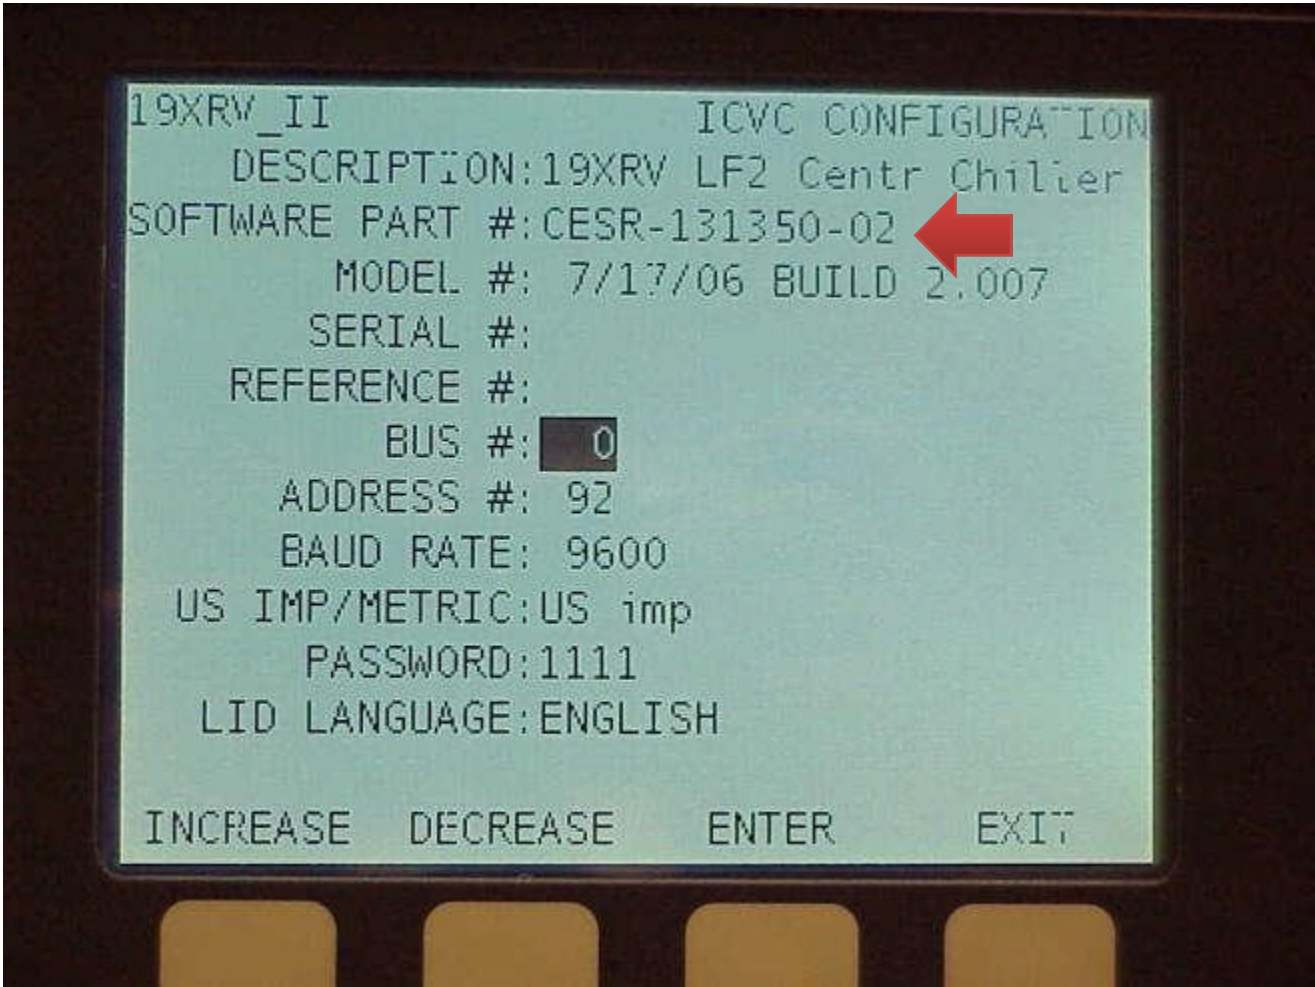 19XRV_II ICVC CONFIGURATION
DESCRIPTION:19XRV LF2 Centr Chiller
SOFTWARE PART #:CESR-131350-02
MODEL #: 7/17/06 BUILD 2.007
SERIAL #:
REFERENCE #:
BUS #: 0
ADDRESS #: 92
BAUD RATE: 9600
US IMP/METRIC:US imp
PASSWORD:1111
LID LANGUAGE:ENGLISH
INCREASE DECREASE ENTER EXIT